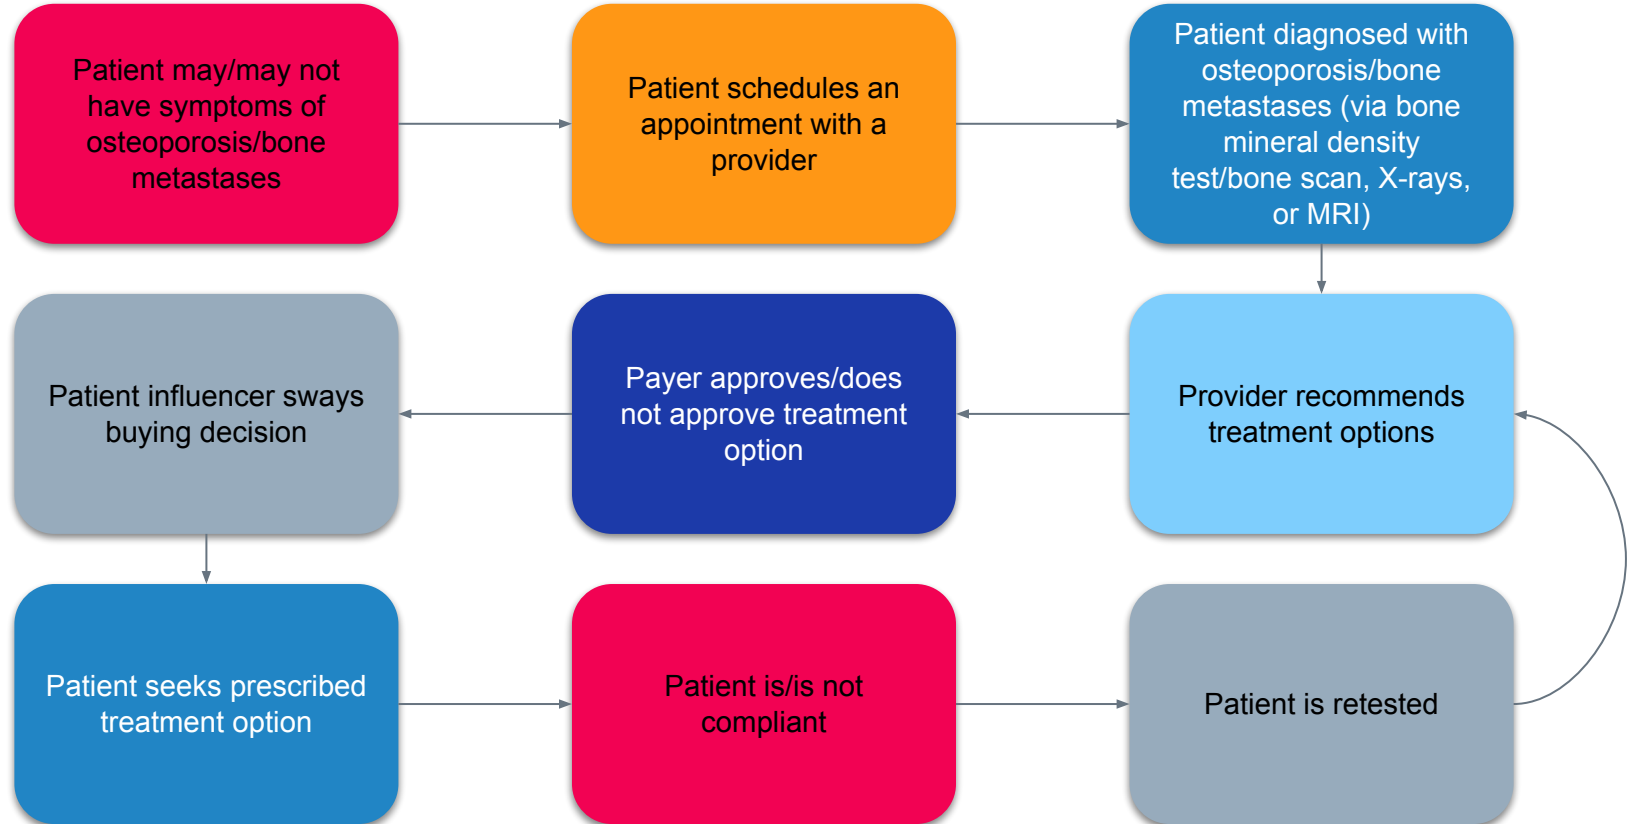 Patient may/may not
have symptoms of
osteoporosis/bone
metastases
Patient schedules an
appointment with a
provider
Patient diagnosed with
osteoporosis/bone
metastases (via bone
mineral density
test/bone scan, X-rays,
or MRI)
Provider recommends
treatment options
Payer approves/does
not approve treatment
option
Patient influencer sways
buying decision
Patient seeks prescribed
treatment option
Patient is/is not
compliant
Patient is retested